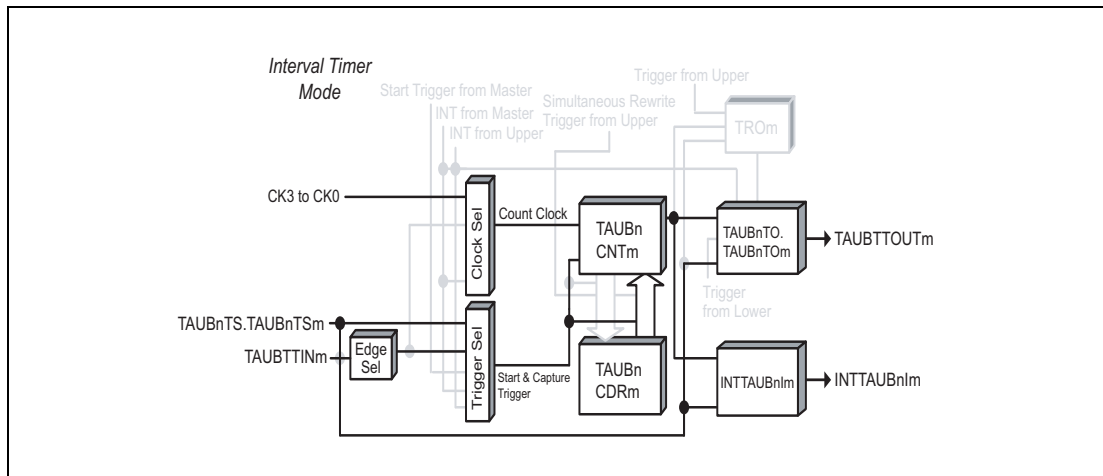 Interval Timer
Mode
Trigger from Upper
Start Trigger from Master
Simultaneous Rewrite
Trigger from Upper
INT from Master
INT from Upper
TROm
CK3 to CK0
Clock Sel
Count Clock
TAUBn
CNTm
TAUBnTO.
TAUBnTOm
TAUBTTOUTm
Trigger
from Lower
TAUBnTS.TAUBnTSm
TAUBTTINm
Edge
Sel
Trigger Sel
Start & Capture
Trigger
TAUBn
CDRm
INTTAUBnIm
INTTAUBnIm